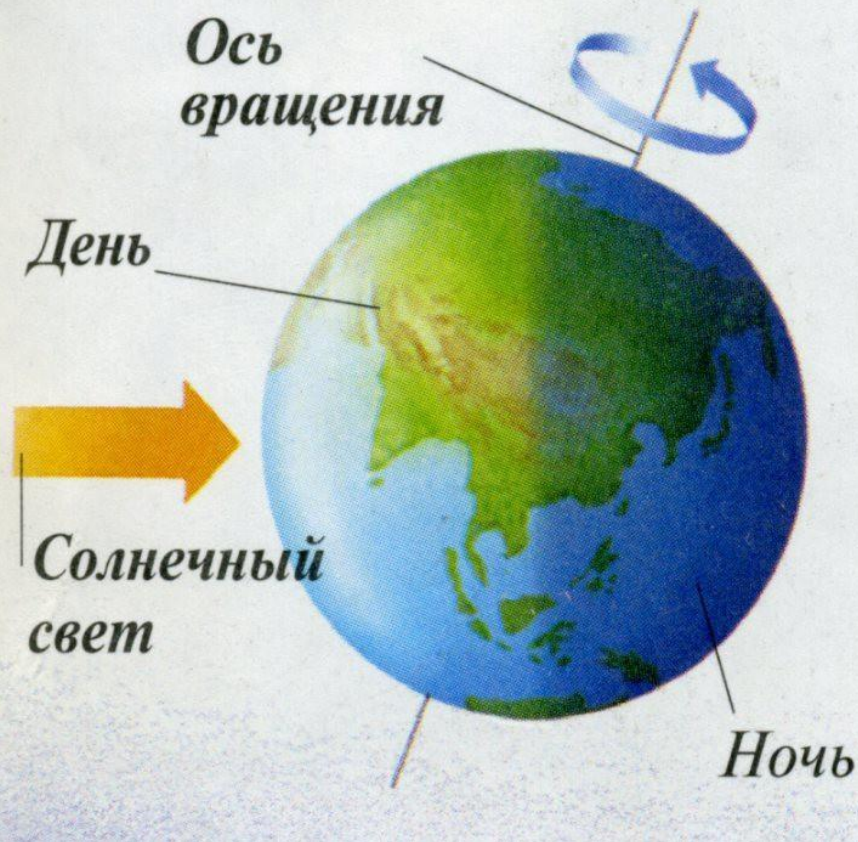 Ось
вращения
День
Солнечный
свет
Ночь